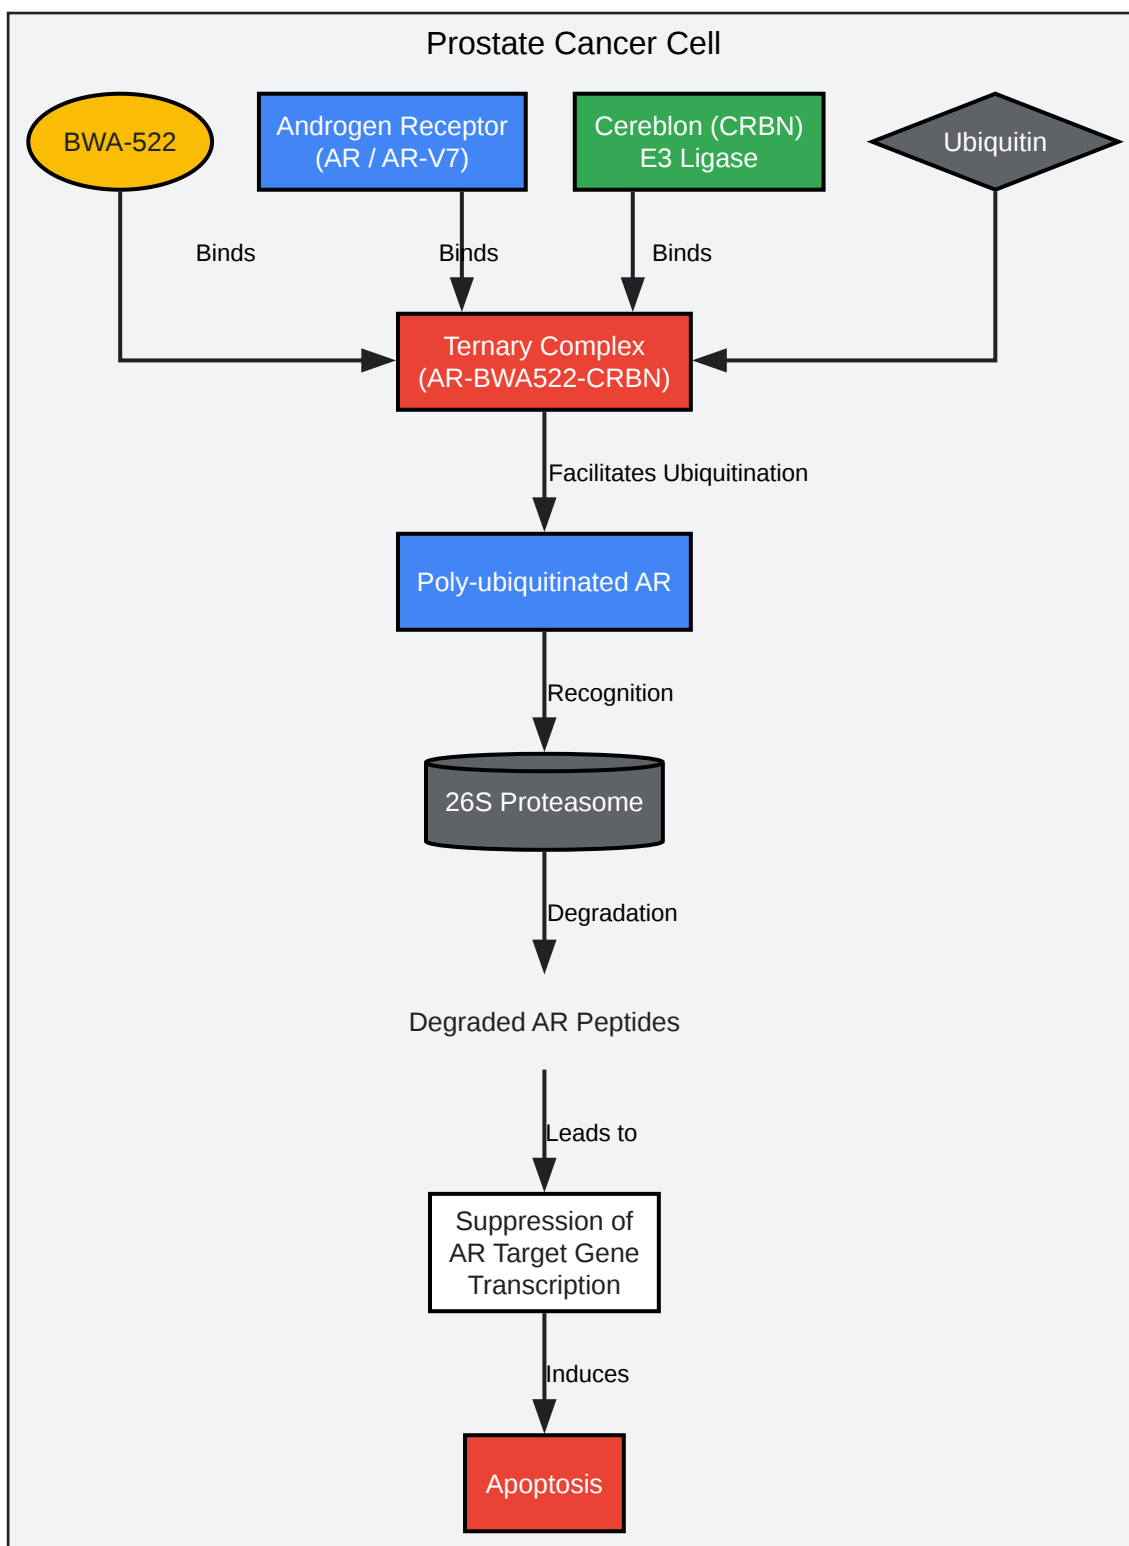 Prostate Cancer Cell
BWA-522
Androgen Receptor
(AR / AR-V7)
Cereblon (CRBN)
E3 Ligase
Ubiquitin
Binds
Binds
Binds
Ternary Complex
(AR-BWA522-CRBN)
Facilitates Ubiquitination
Poly-ubiquitinated AR
Recognition
26S Proteasome
Degradation
Degraded AR Peptides
Leads to
Suppression of
AR Target Gene
Transcription
Induces
Apoptosis